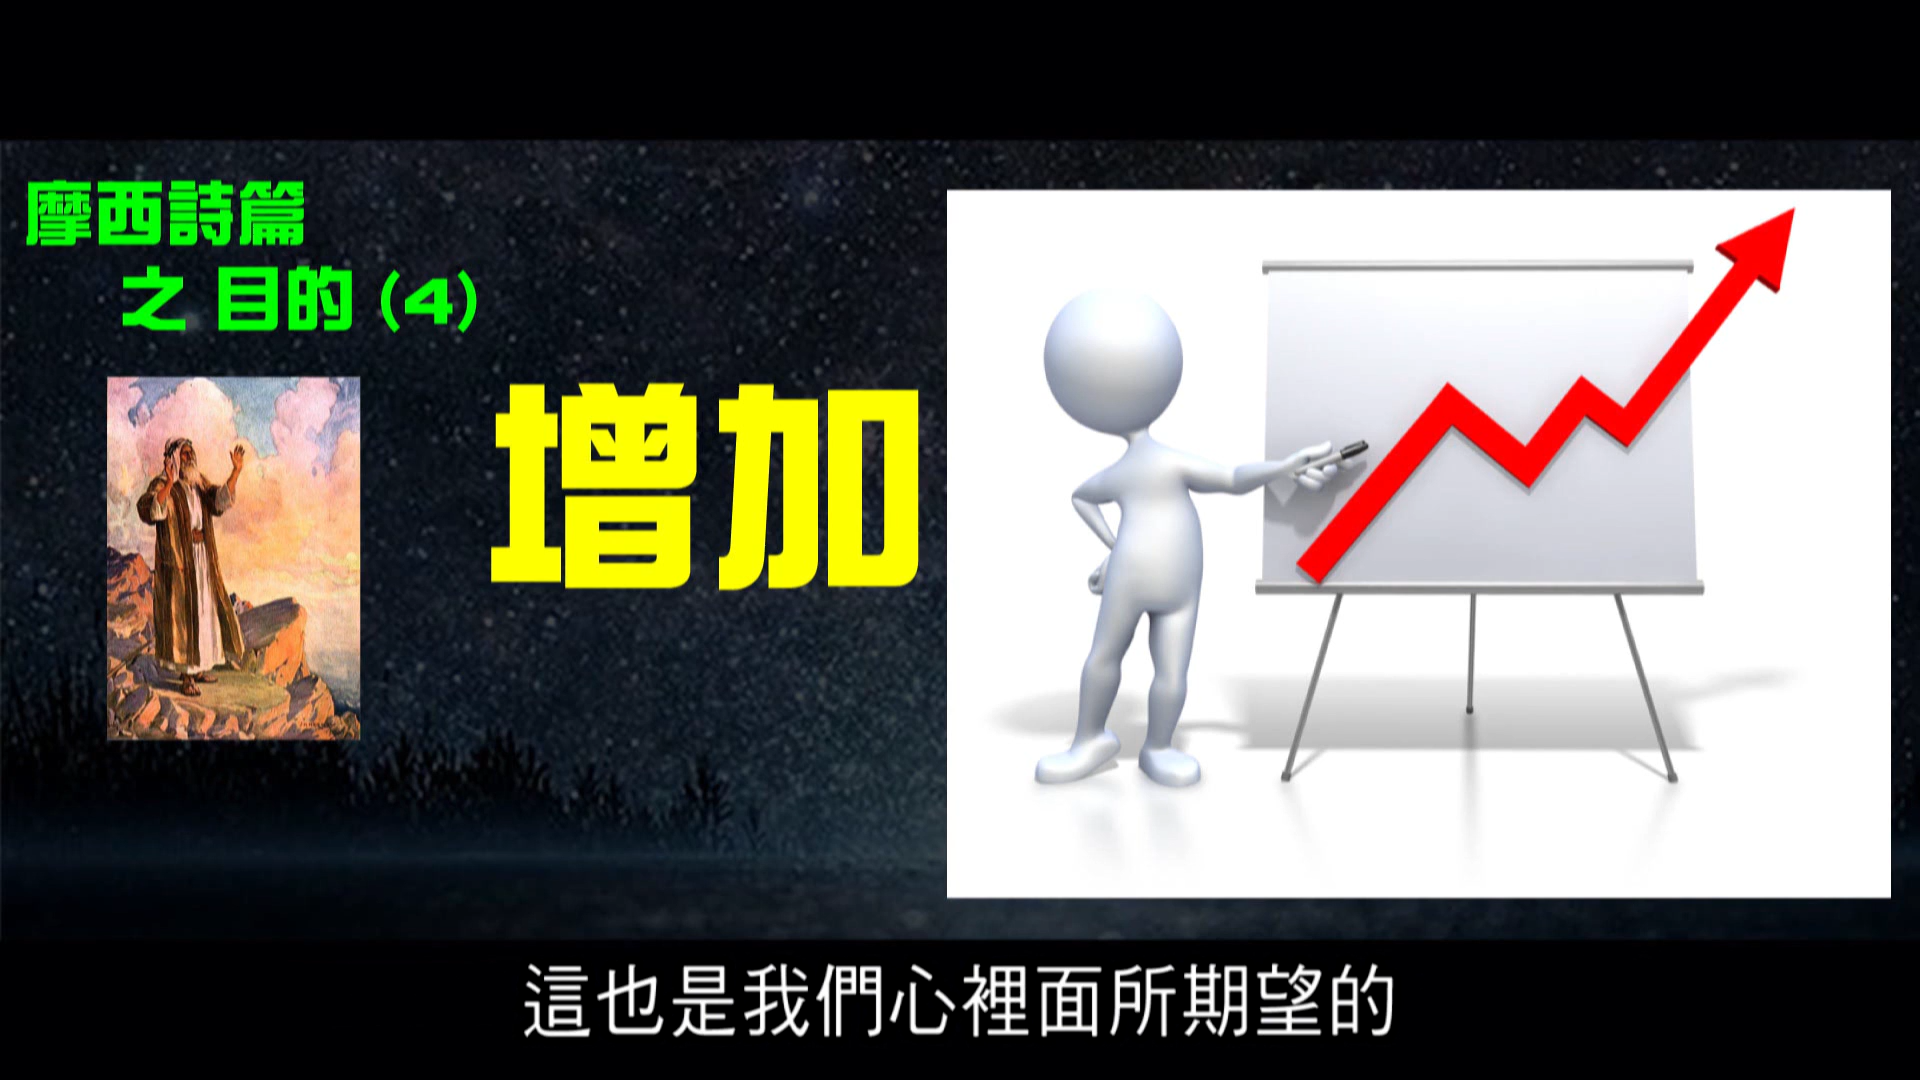 摩西詩篇
之 目的 (4)
增加
這也是我們心裡面所期望的